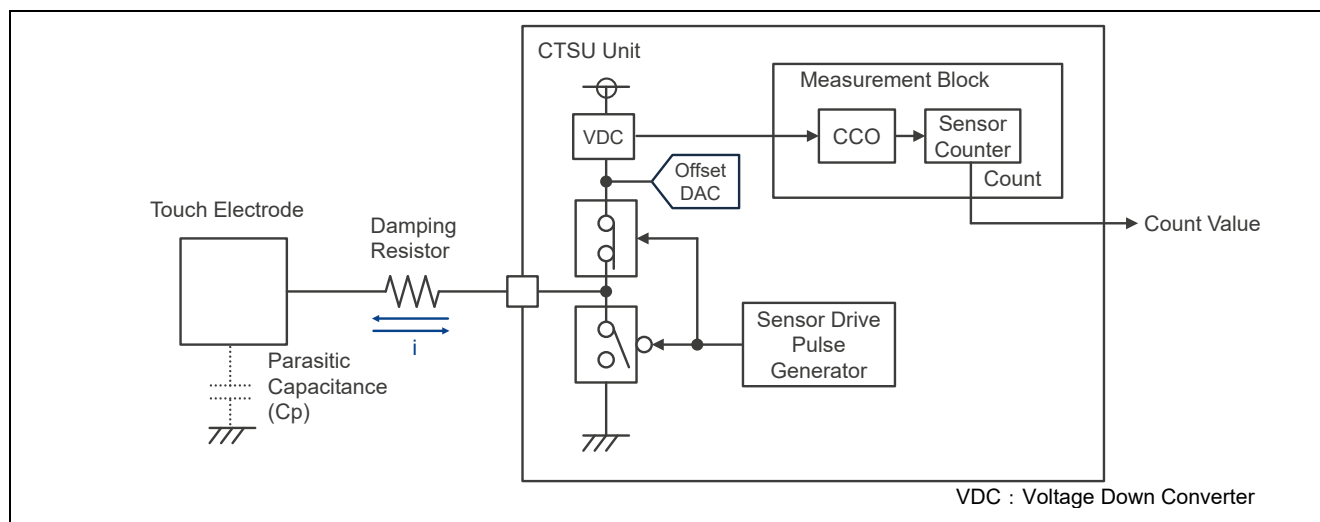 CTSU Unit
VDC
Offset
DAC
Measurement Block
CCO
Sensor
Counter
Count
Count Value
Touch Electrode
Damping
Resistor
i
Parasitic
Capacitance
(Cp)
Sensor Drive
Pulse
Generator
VDC : Voltage Down Converter